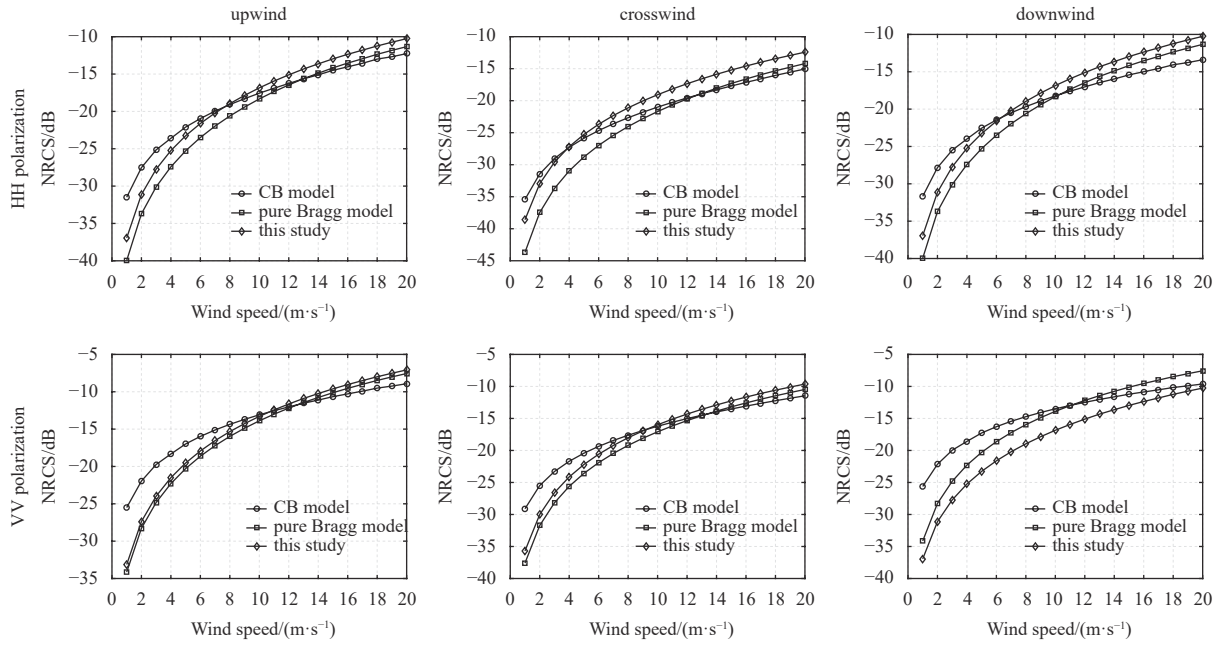 upwind
crosswind
downwind
HH polarization
NRCS/dB
−10
−15
−20
−25
−30
−35
−40
CB model
pure Bragg model
this study
0 2 4 6 8 10 12 14 16 18 20
Wind speed/(m·s⁻¹)
NRCS/dB
−10
−15
−20
−25
−30
−35
−40
−45
CB model
pure Bragg model
this study
0 2 4 6 8 10 12 14 16 18 20
Wind speed/(m·s⁻¹)
NRCS/dB
−10
−15
−20
−25
−30
−35
−40
CB model
pure Bragg model
this study
0 2 4 6 8 10 12 14 16 18 20
Wind speed/(m·s⁻¹)
VV polarization
NRCS/dB
−5
−10
−15
−20
−25
−30
−35
CB model
pure Bragg model
this study
0 2 4 6 8 10 12 14 16 18 20
Wind speed/(m·s⁻¹)
NRCS/dB
−5
−10
−15
−20
−25
−30
−35
−40
CB model
pure Bragg model
this study
0 2 4 6 8 10 12 14 16 18 20
Wind speed/(m·s⁻¹)
NRCS/dB
−5
−10
−15
−20
−25
−30
−35
−40
CB model
pure Bragg model
this study
0 2 4 6 8 10 12 14 16 18 20
Wind speed/(m·s⁻¹)